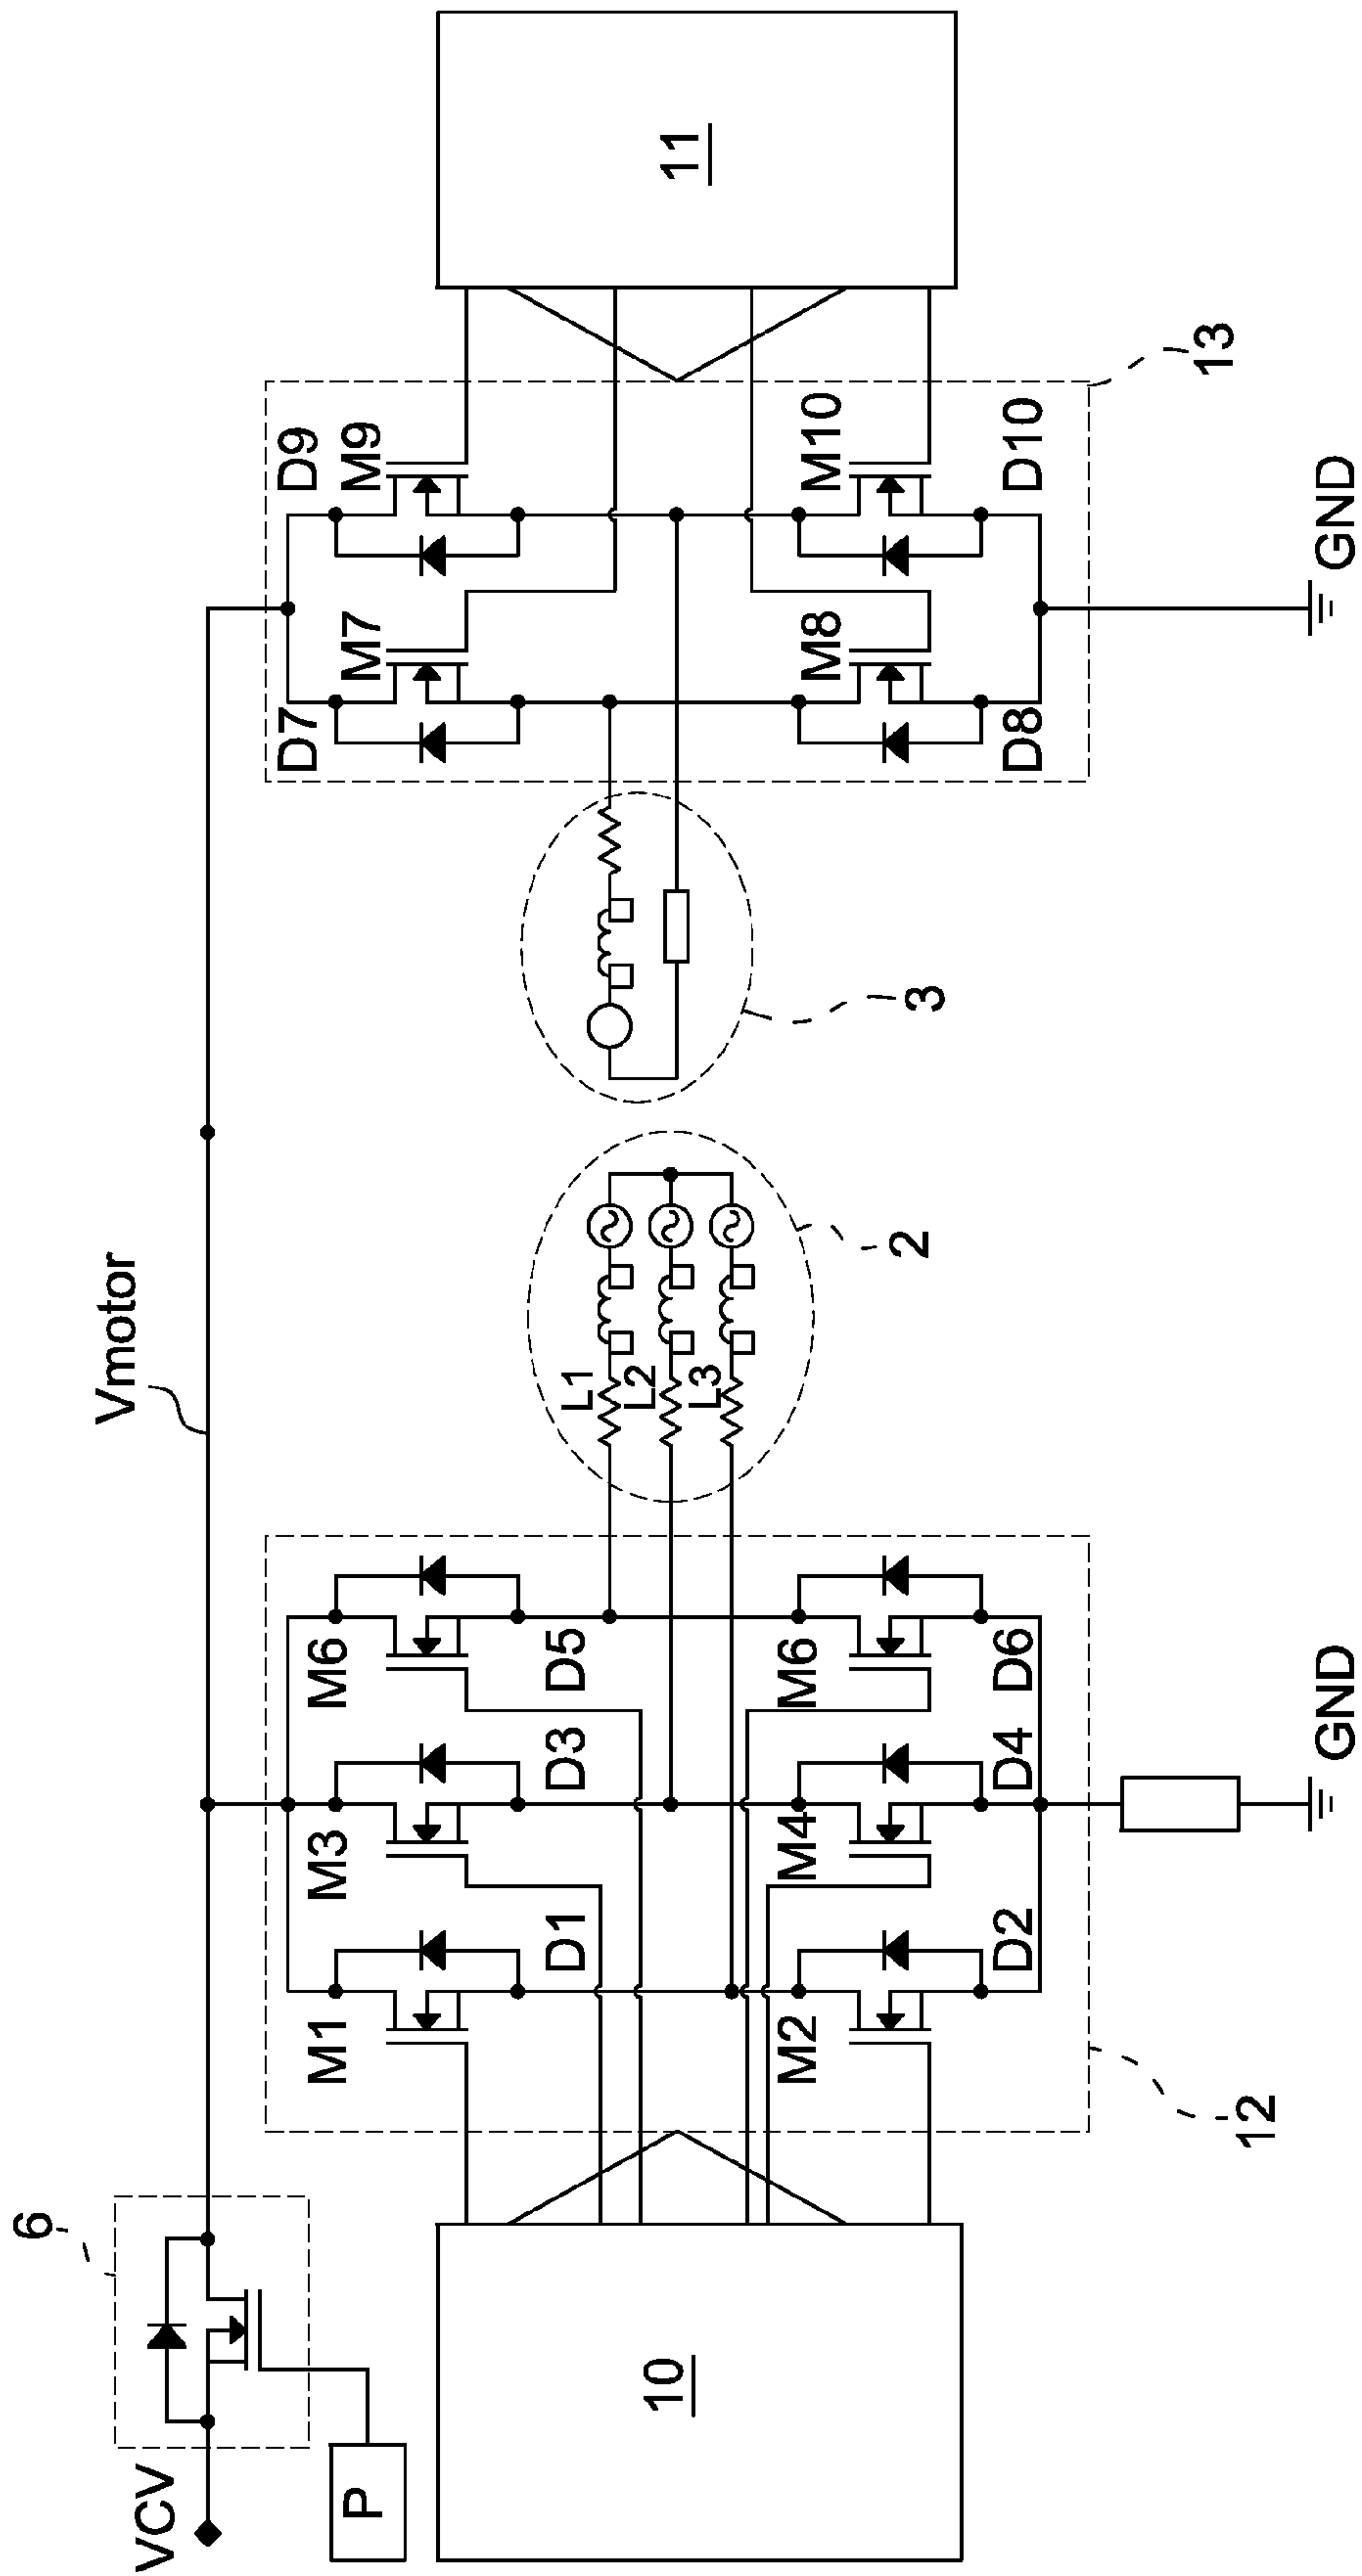 6
VCV
P
Vmotor
10
M1
M3
M6
D1
D3
D5
M2
M4
M6
D2
D4
D6
12
GND
L1
L2
L3
2
3
D7
M7
D9
M9
M8
D8
M10
D10
13
GND
11